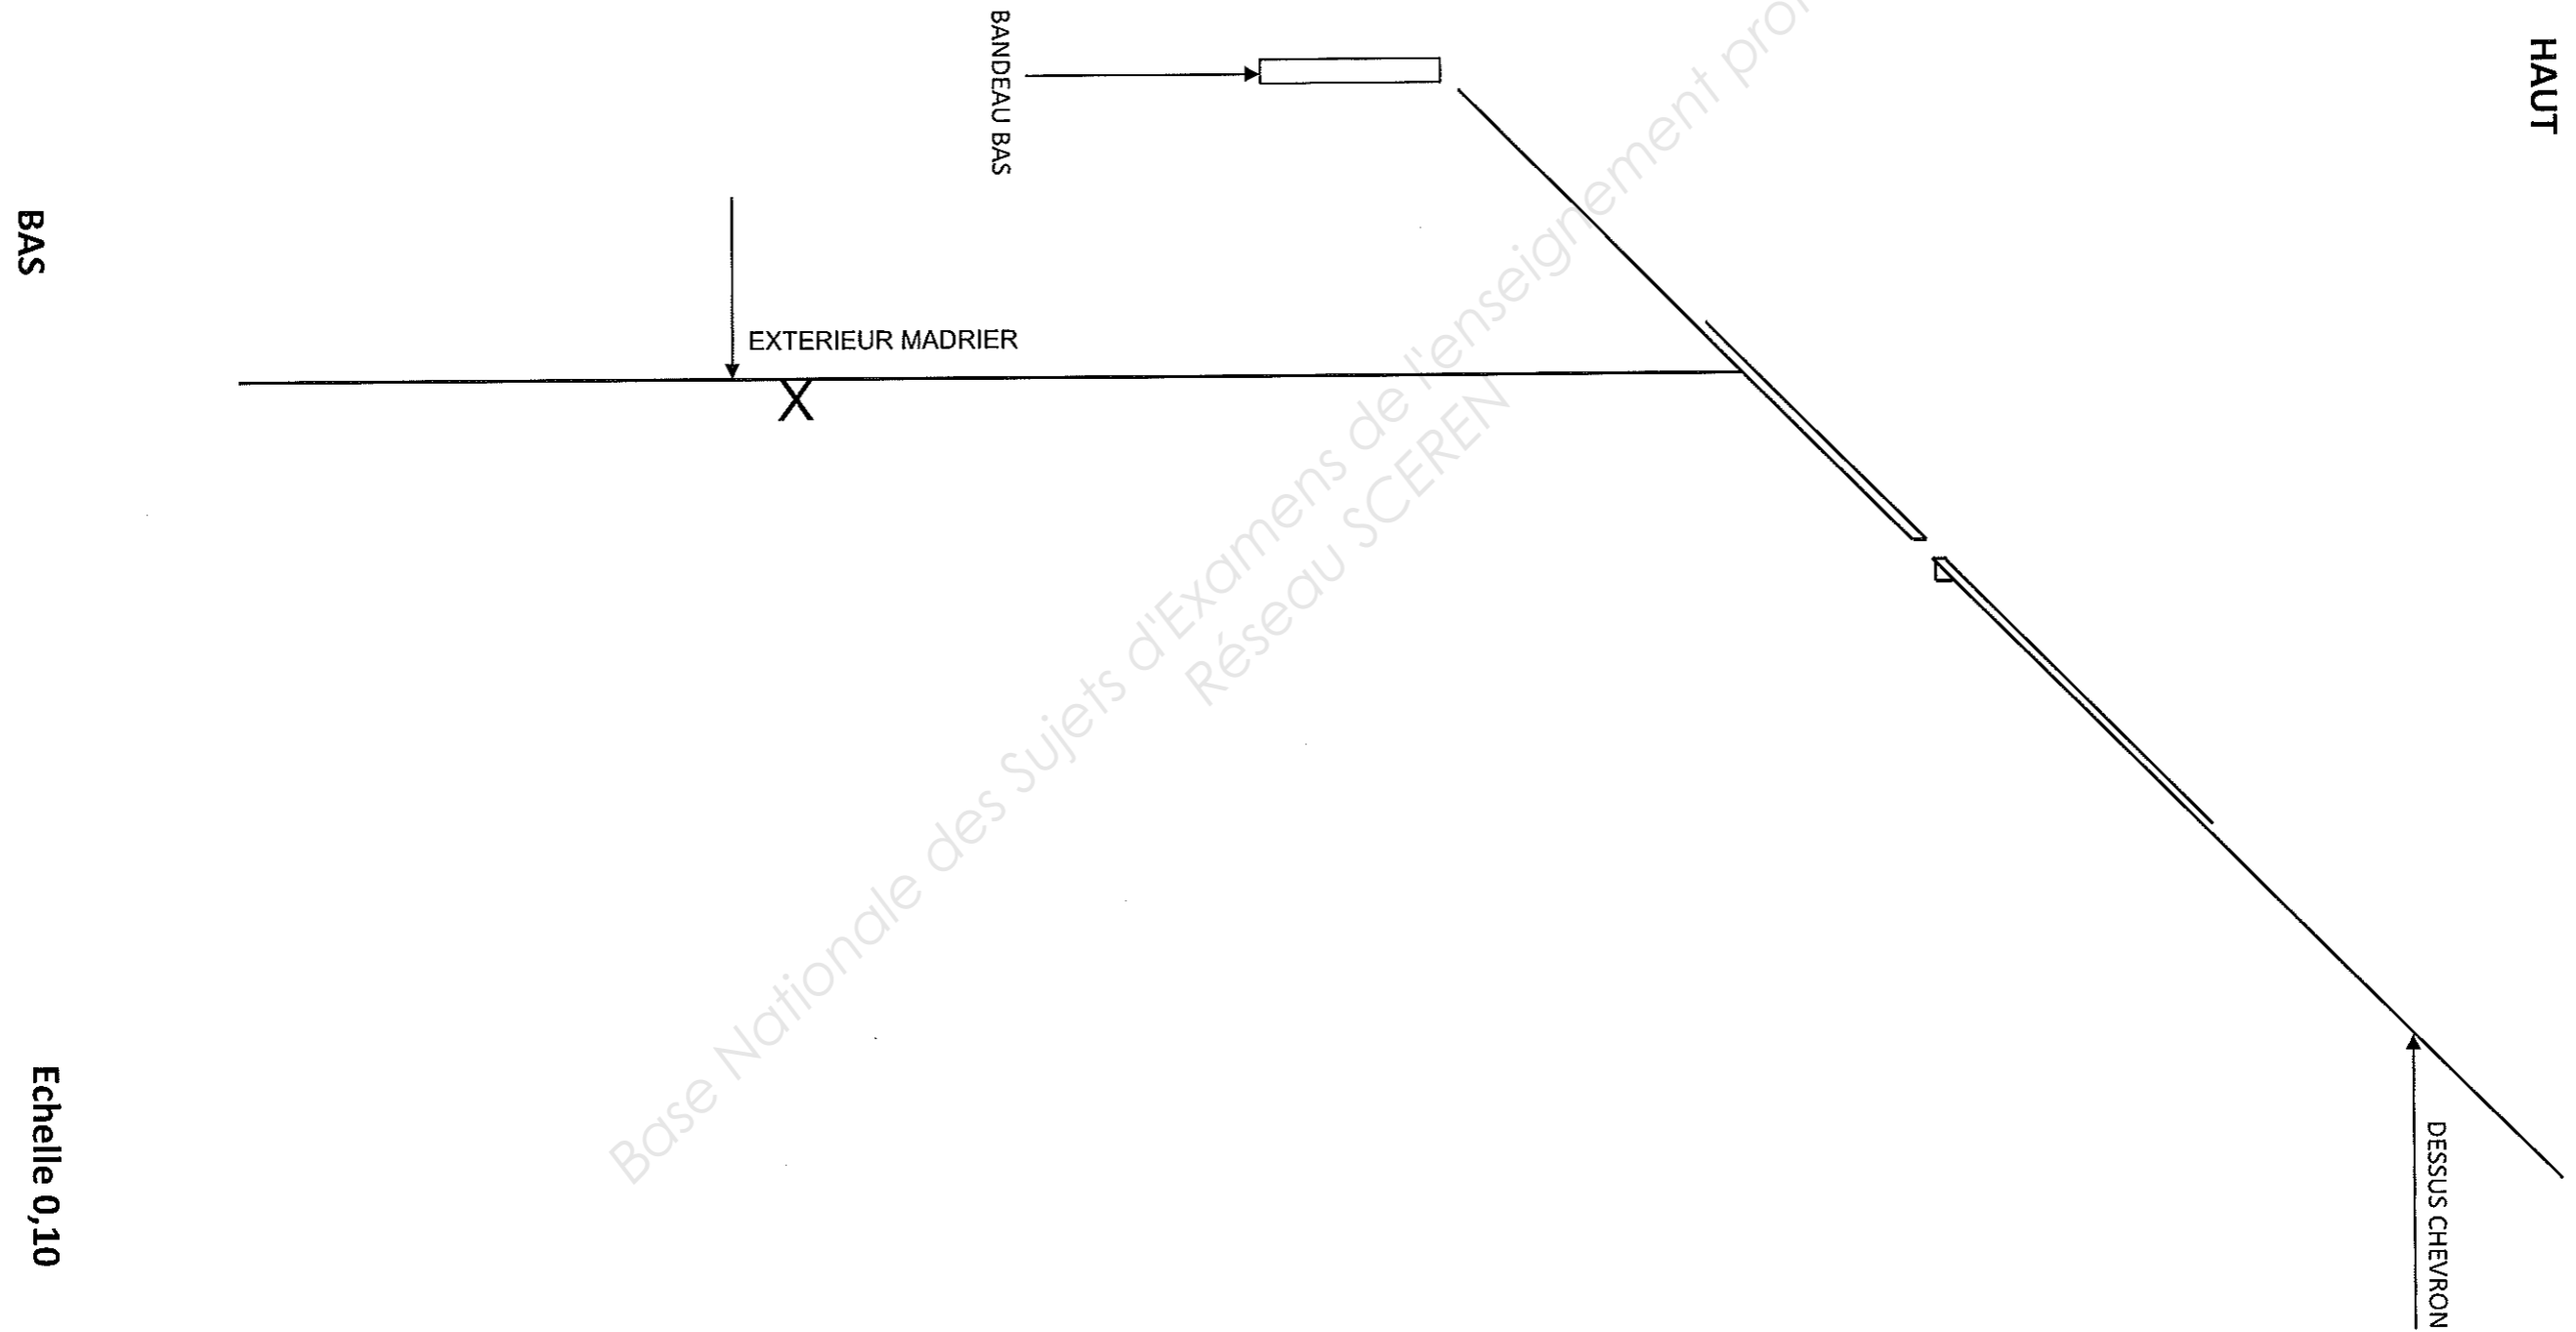 HAUT
DESSUS CHEVRON
BANDEAU BAS
EXTERIEUR MADRIER
X
BAS
Echelle 0,10
Base Nationale des Sujets d'Examens de l'enseignement pro
Réseau SCEREN